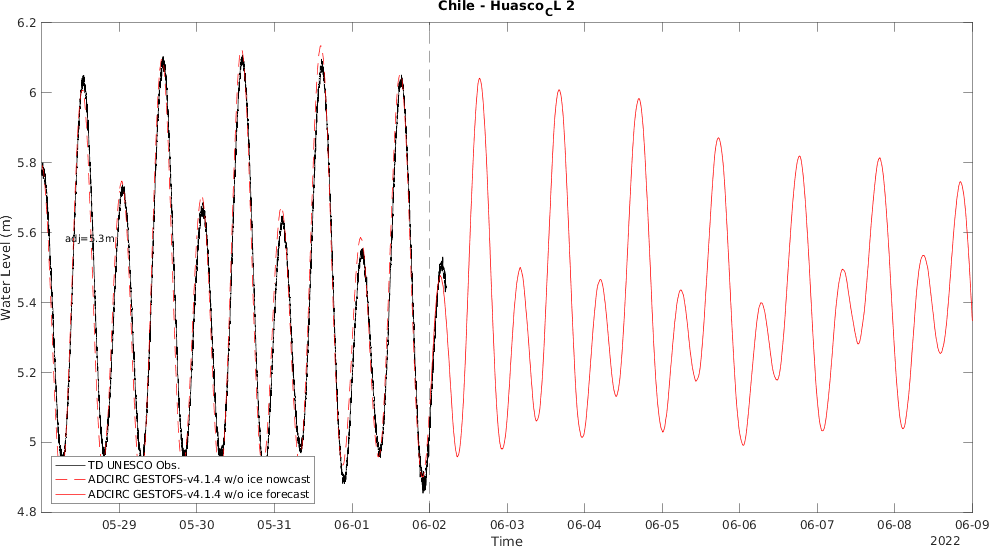 Chile - Huasco_CL 2
6.2
6
5.8
5.6
5.4
5.2
5
4.8
Water Level (m)
adj=5.3m
TD UNESCO Obs.
ADCIRC GESTOFS-v4.1.4 w/o ice nowcast
ADCIRC GESTOFS-v4.1.4 w/o ice forecast
05-29 05-30 05-31 06-01 06-02 06-03 06-04 06-05 06-06 06-07 06-08 06-09
Time
2022